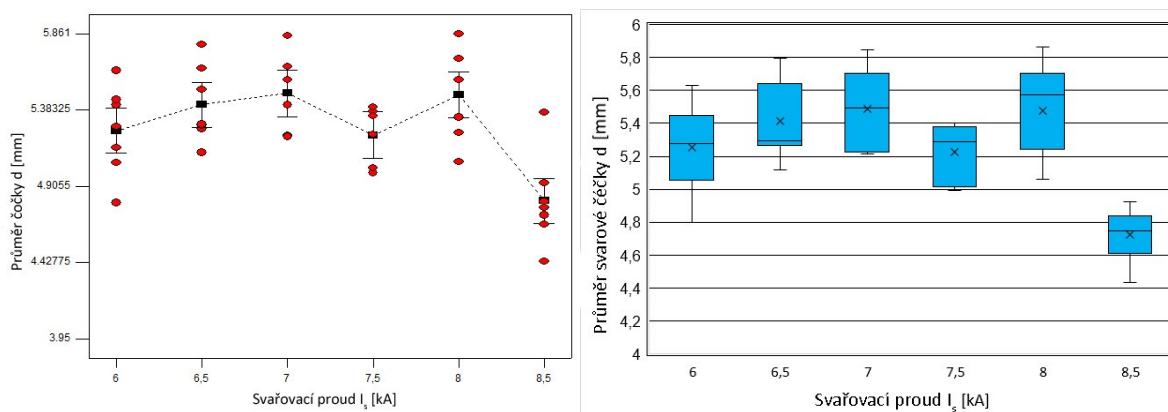 Průměr čočky d [mm]
5.861
5.38325
4.9055
4.42775
3.95
6 6,5 7 7,5 8 8,5
Svařovací proud Is [kA]
Průměr svarové čéčky d [mm]
6
5,8
5,6
5,4
5,2
5
4,8
4,6
4,4
4,2
4
6 6,5 7 7,5 8 8,5
Svařovací proud Is [kA]